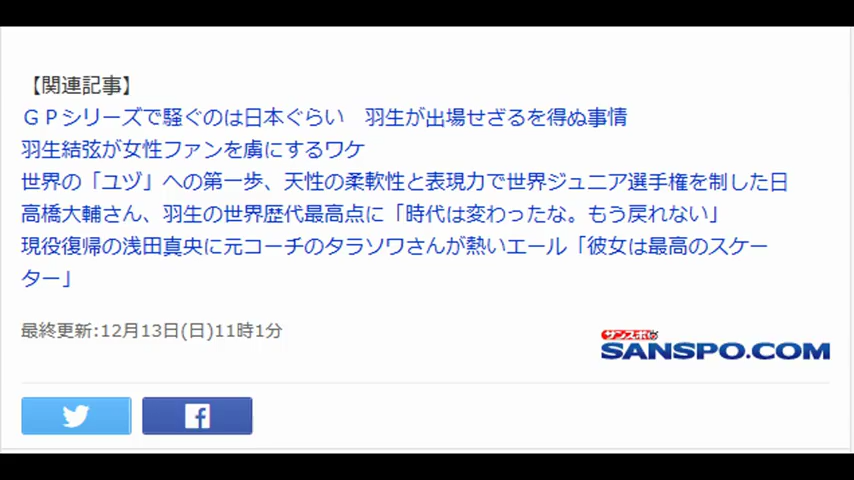 【関連記事】
ＧＰシリーズで騒ぐのは日本ぐらい　羽生が出場せざるを得ぬ事情
羽生結弦が女性ファンを虜にするワケ
世界の「ユヅ」への第一歩、天性の柔軟性と表現力で世界ジュニア選手権を制した日
高橋大輔さん、羽生の世界歴代最高点に「時代は変わったな。もう戻れない」
現役復帰の浅田真央に元コーチのタラソワさんが熱いエール「彼女は最高のスケー
ター」
最終更新:12月13日(日)11時1分
サンスポの
SANSPO.COM